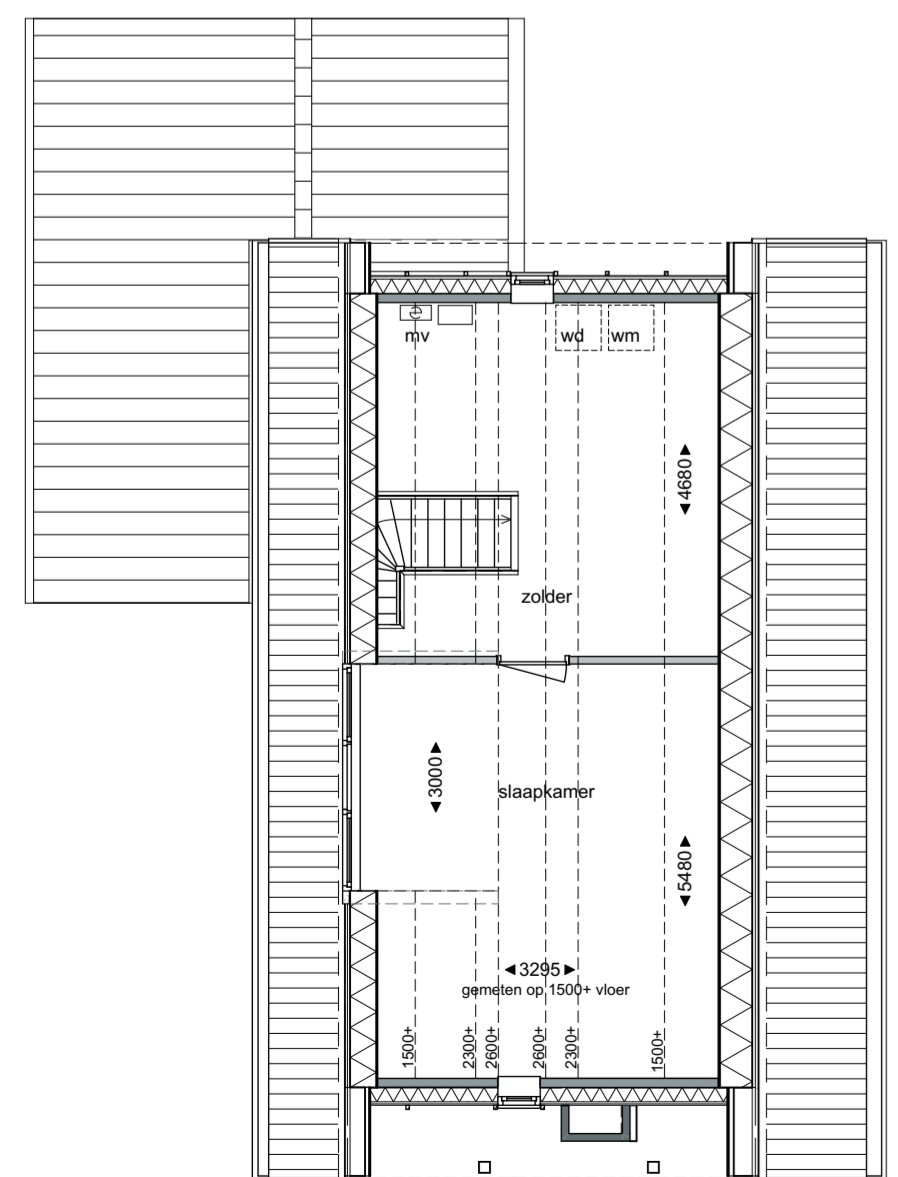 mv
wd
wm
4680
zolder
3000
slaapkamer
5480
3295
gemeten op 1500+ vloer
1500+
2300+
2600+
2600+
2300+
1500+